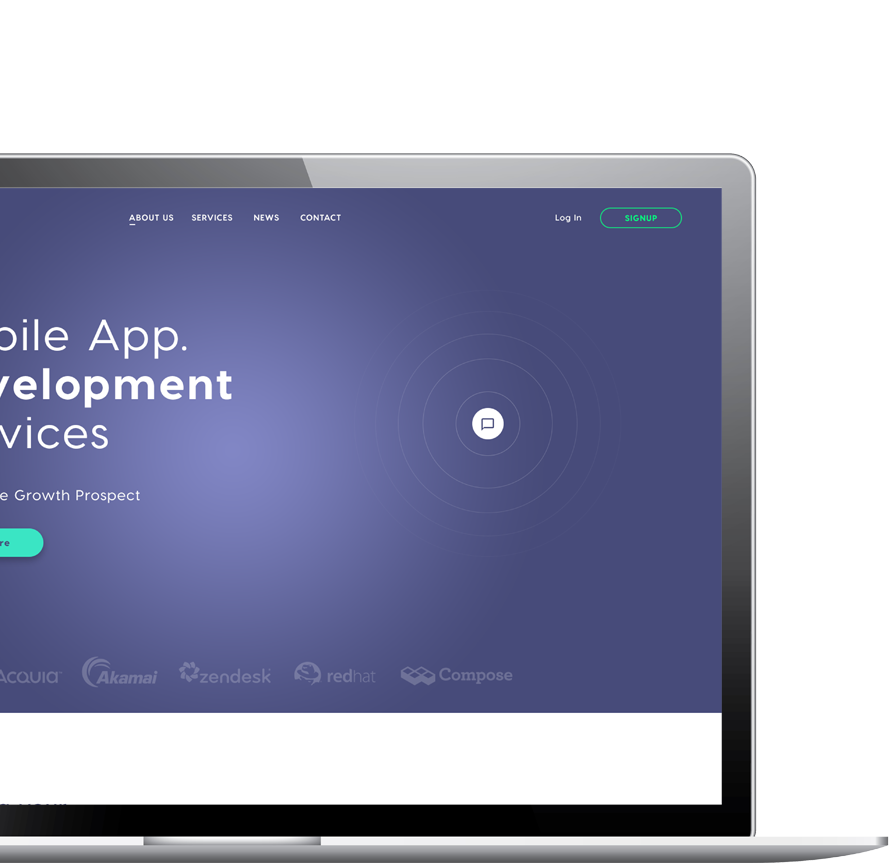 ABOUT US SERVICES NEWS CONTACT Log In SIGNUP
bile App.
velopment
vices
e Growth Prospect
re
Acquia Akamai zendesk redhat Compose